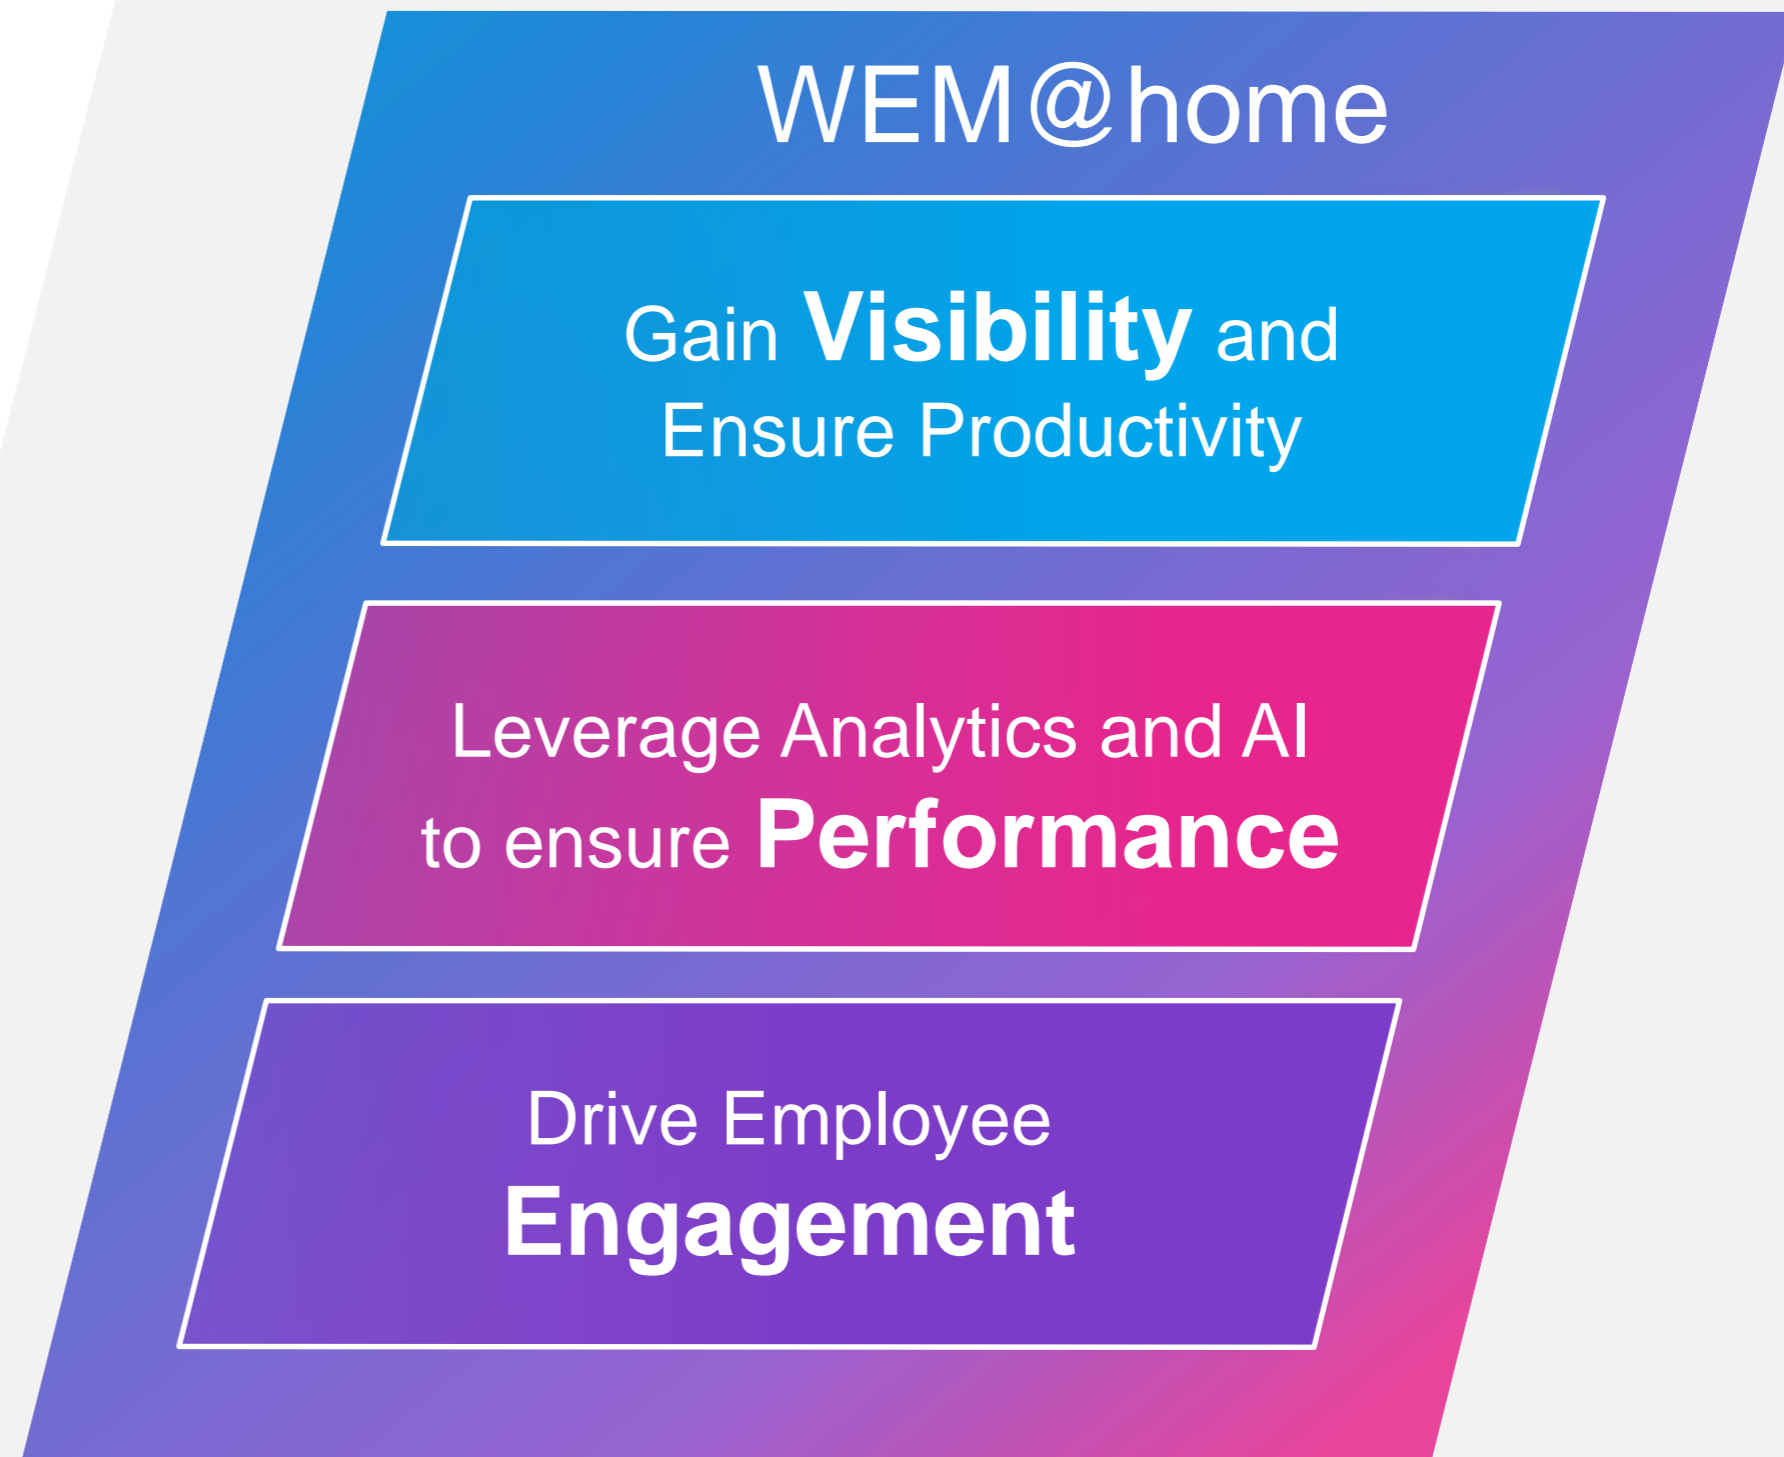 WEM@home
Gain Visibility and
Ensure Productivity
Leverage Analytics and AI
to ensure Performance
Drive Employee
Engagement